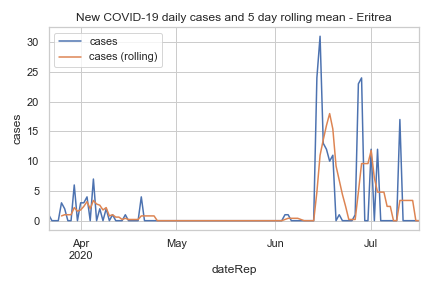 New COVID-19 daily cases and 5 day rolling mean - Eritrea
cases
cases (rolling)
30
25
20
15
10
5
0
cases
Apr
2020
May
Jun
Jul
dateRep